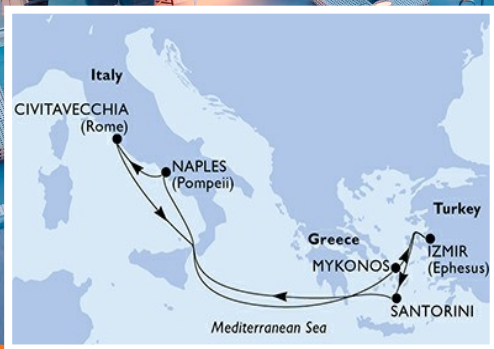 Italy
CIVITAVECCHIA
(Rome)
NAPLES
(Pompeii)
Turkey
Greece
IZMIR
(Ephesus)
MYKONOS
SANTORINI
Mediterranean Sea